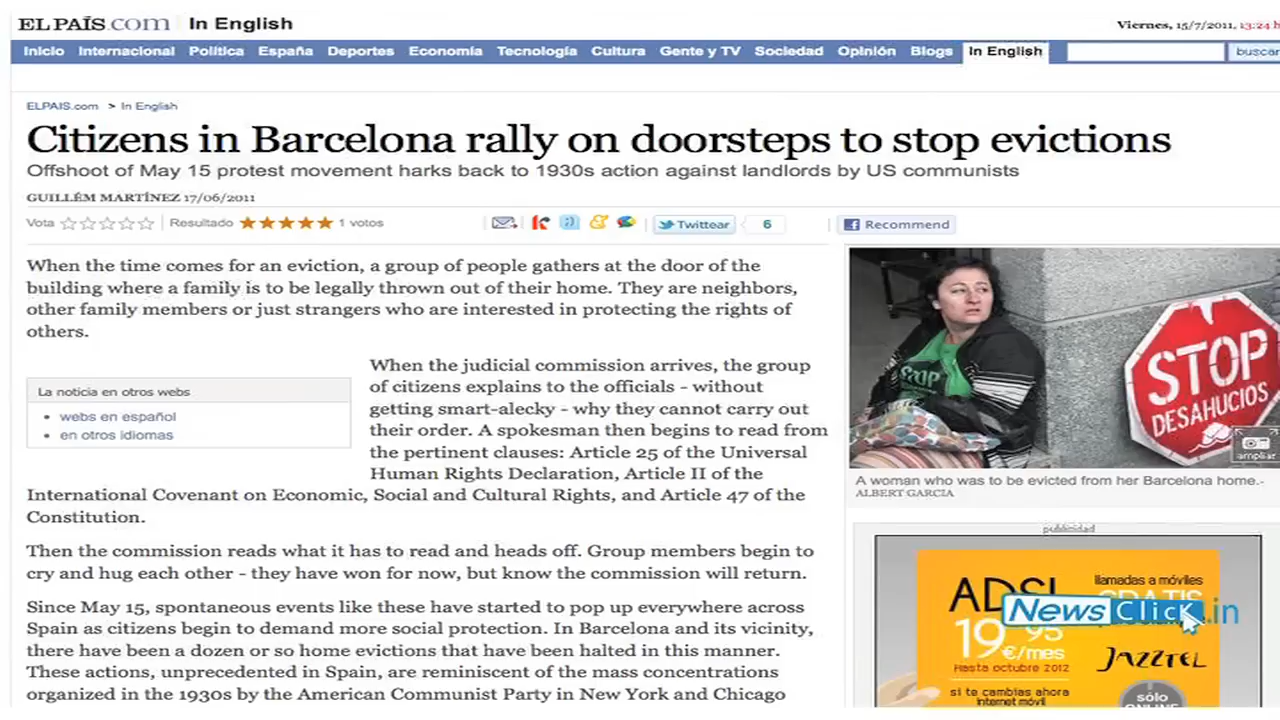 EL PAÍS.com In English
Viernes, 15/7/2011, 13:24 h
Inicio Internacional Política España Deportes Economía Tecnología Cultura Gente y TV Sociedad Opinión Blogs In English buscar
ELPAIS.com > In English
Citizens in Barcelona rally on doorsteps to stop evictions
Offshoot of May 15 protest movement harks back to 1930s action against landlords by US communists
GUILLÉM MARTÍNEZ 17/06/2011
Vota Resultado 1 votos Twittear 6 Recommend
When the time comes for an eviction, a group of people gathers at the door of the
building where a family is to be legally thrown out of their home. They are neighbors,
other family members or just strangers who are interested in protecting the rights of
others.
La noticia en otros webs
• webs en español
• en otros idiomas
When the judicial commission arrives, the group
of citizens explains to the officials - without
getting smart-alecky - why they cannot carry out
their order. A spokesman then begins to read from
the pertinent clauses: Article 25 of the Universal
Human Rights Declaration, Article II of the
International Covenant on Economic, Social and Cultural Rights, and Article 47 of the
Constitution.
Then the commission reads what it has to read and heads off. Group members begin to
cry and hug each other - they have won for now, but know the commission will return.
Since May 15, spontaneous events like these have started to pop up everywhere across
Spain as citizens begin to demand more social protection. In Barcelona and its vicinity,
there have been a dozen or so home evictions that have been halted in this manner.
These actions, unprecedented in Spain, are reminiscent of the mass concentrations
organized in the 1930s by the American Communist Party in New York and Chicago
STOP
STOP
DESAHUCIOS
ampliar
A woman who was to be evicted from her Barcelona home.-
ALBERT GARCIA
publicidad
ADSL
19'95
€/mes
Hasta octubre 2012
si te cambias ahora
internet móvil
llamadas a móviles
GRATIS
JAZZTEL
sólo
ONLINE
NewsClick.in